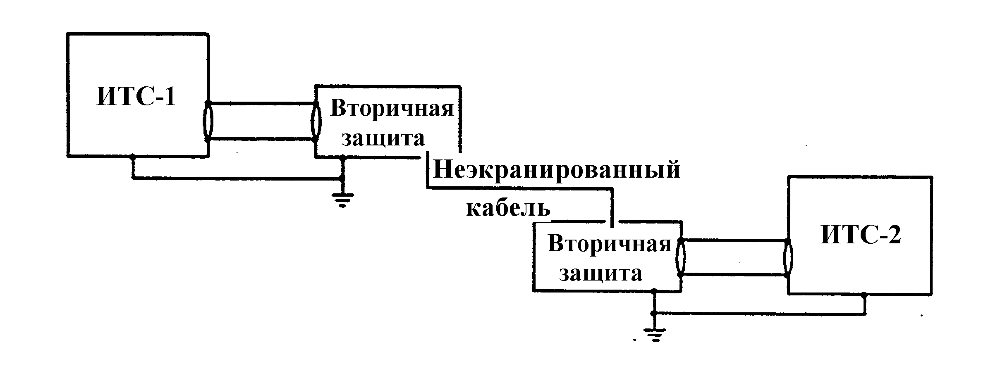 ИТС-1
Вторичная
защита
Неэкранированный
кабель
Вторичная
защита
ИТС-2